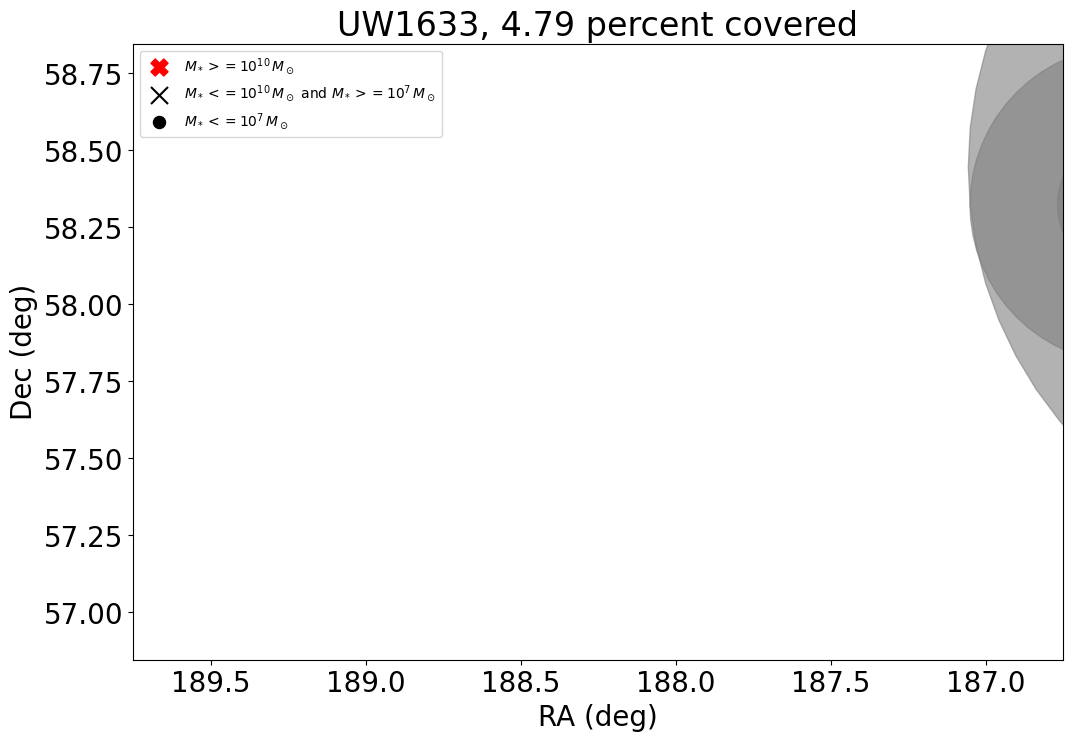 UW1633, 4.79 percent covered
M* >= 10^10 M⊙
M* <= 10^10 M⊙ and M* >= 10^7 M⊙
M* <= 10^7 M⊙
58.75
58.50
58.25
58.00
57.75
57.50
57.25
57.00
Dec (deg)
189.5 189.0 188.5 188.0 187.5 187.0
RA (deg)